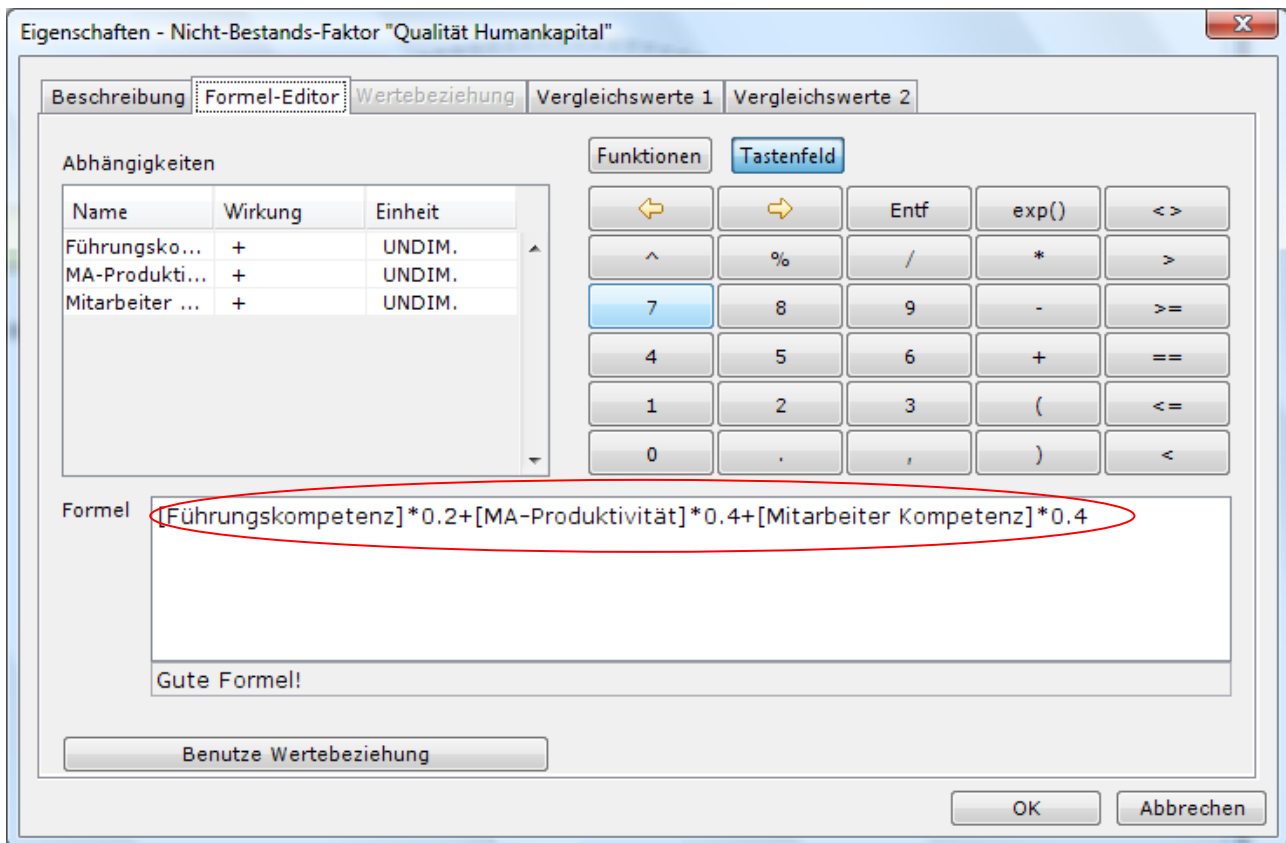 Eigenschaften - Nicht-Bestands-Faktor "Qualität Humankapital"
Beschreibung Formel-Editor Wertebeziehung Vergleichswerte 1 Vergleichswerte 2
Abhängigkeiten
Name Wirkung Einheit
Führungsko... + UNDIM.
MA-Produkti... + UNDIM.
Mitarbeiter ... + UNDIM.
Funktionen Tastenfeld
Entf exp() < >
^ % / * >
7 8 9 - >=
4 5 6 + ==
1 2 3 ( <=
0 . , ) <
Formel
[Führungskompetenz]*0.2+[MA-Produktivität]*0.4+[Mitarbeiter Kompetenz]*0.4
Gute Formel!
Benutze Wertebeziehung
OK Abbrechen